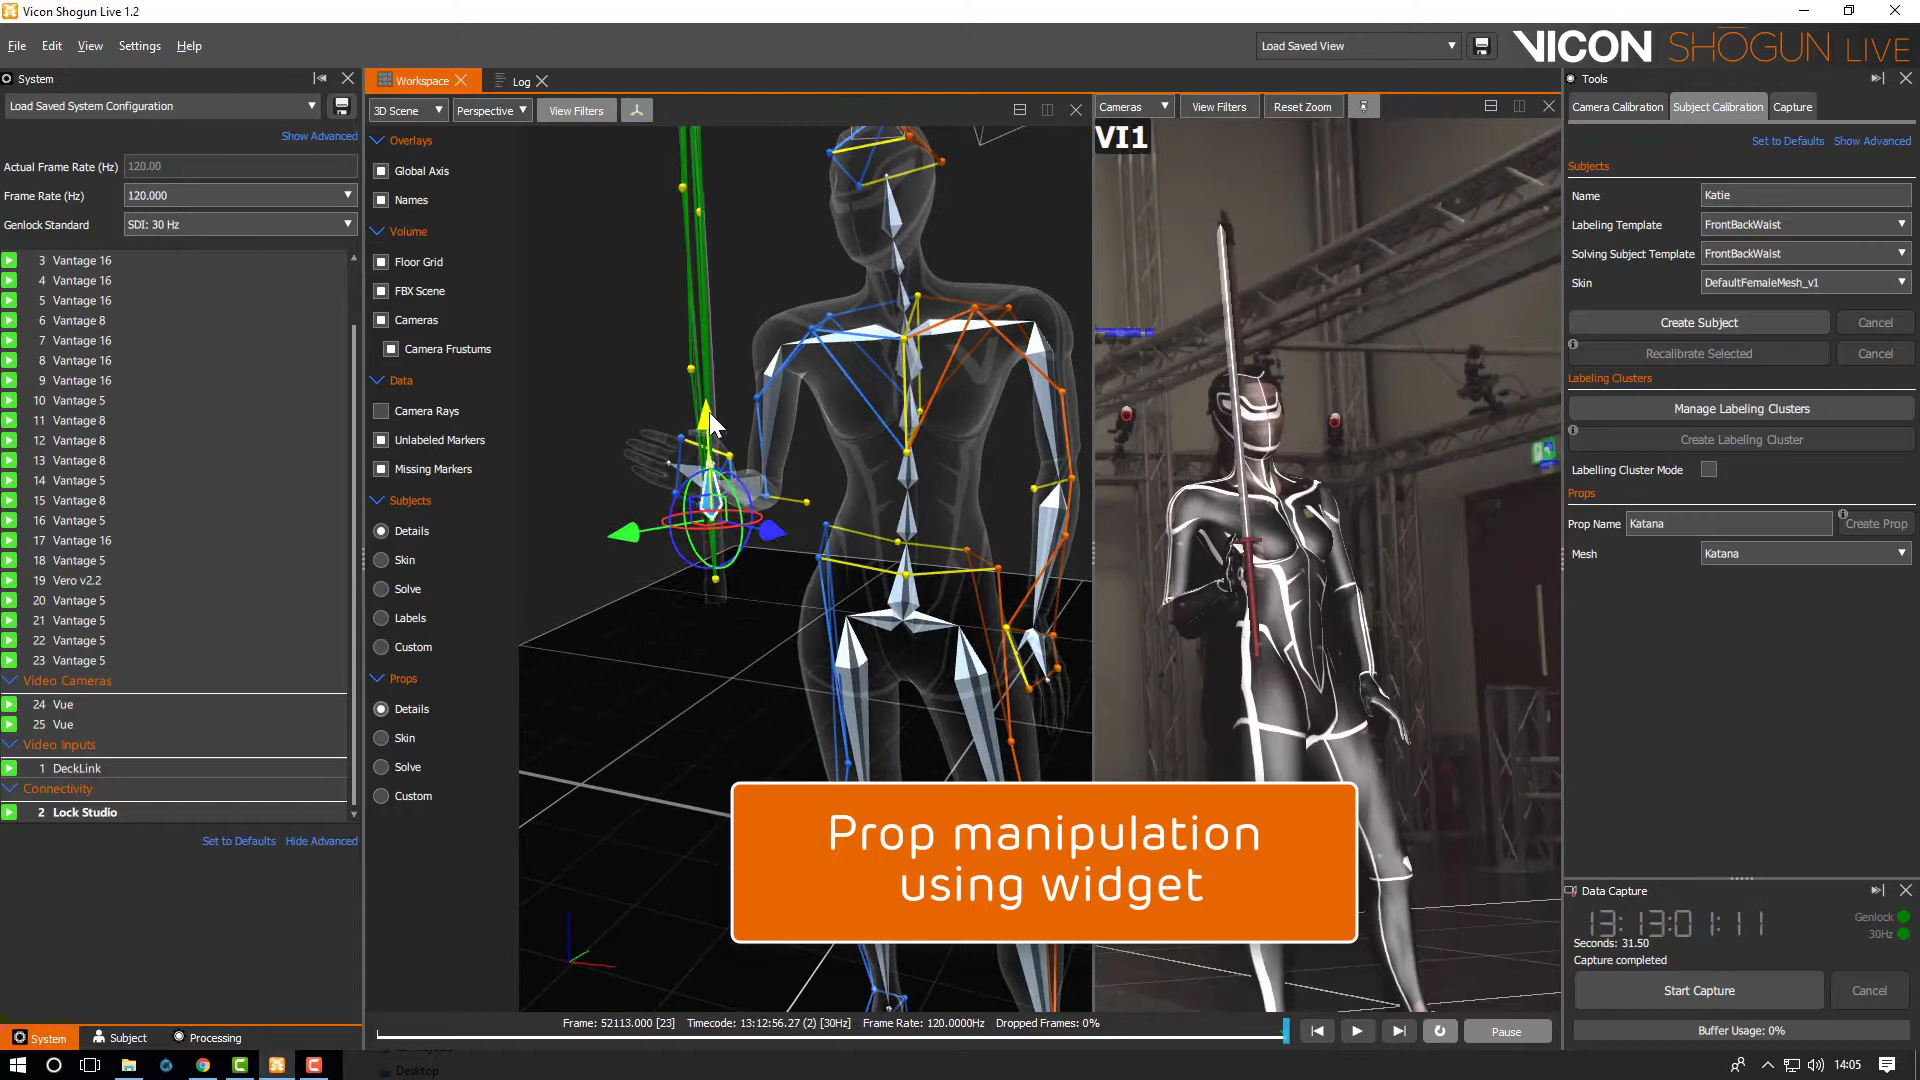 Vicon Shogun Live 1.2
File Edit View Settings Help
Load Saved View
VICON SHOGUN LIVE
System
Load Saved System Configuration
Show Advanced
Actual Frame Rate (Hz) 120.00
Frame Rate (Hz) 120.000
Genlock Standard SDI: 30 Hz
3 Vantage 16
4 Vantage 16
5 Vantage 16
6 Vantage 8
7 Vantage 16
8 Vantage 16
9 Vantage 16
10 Vantage 5
11 Vantage 8
12 Vantage 8
13 Vantage 8
14 Vantage 5
15 Vantage 8
16 Vantage 5
17 Vantage 16
18 Vantage 5
19 Vero v2.2
20 Vantage 5
21 Vantage 5
22 Vantage 5
23 Vantage 5
Video Cameras
24 Vue
25 Vue
Video Inputs
1 DeckLink
Connectivity
2 Lock Studio
Set to Defaults Hide Advanced
System Subject Processing
Workspace Log
3D Scene Perspective View Filters
Overlays
Global Axis
Names
Volume
Floor Grid
FBX Scene
Cameras
Camera Frustums
Data
Camera Rays
Unlabeled Markers
Missing Markers
Subjects
Details
Skin
Solve
Labels
Custom
Props
Details
Skin
Solve
Custom
Cameras View Filters Reset Zoom
VI1
Prop manipulation
using widget
Frame: 52113.000 [23] Timecode: 13:12:56.27 (2) [30Hz] Frame Rate: 120.0000Hz Dropped Frames: 0%
Pause
Tools
Camera Calibration Subject Calibration Capture
Set to Defaults Show Advanced
Subjects
Name Katie
Labeling Template FrontBackWaist
Solving Subject Template FrontBackWaist
Skin DefaultFemaleMesh_v1
Create Subject Cancel
Recalibrate Selected Cancel
Labeling Clusters
Manage Labeling Clusters
Create Labeling Cluster
Labelling Cluster Mode
Props
Prop Name Katana Create Prop
Mesh Katana
Data Capture
13:13:01:11
Genlock
30Hz
Seconds: 31.50
Capture completed
Start Capture Cancel
Buffer Usage: 0%
Desktop
14:05